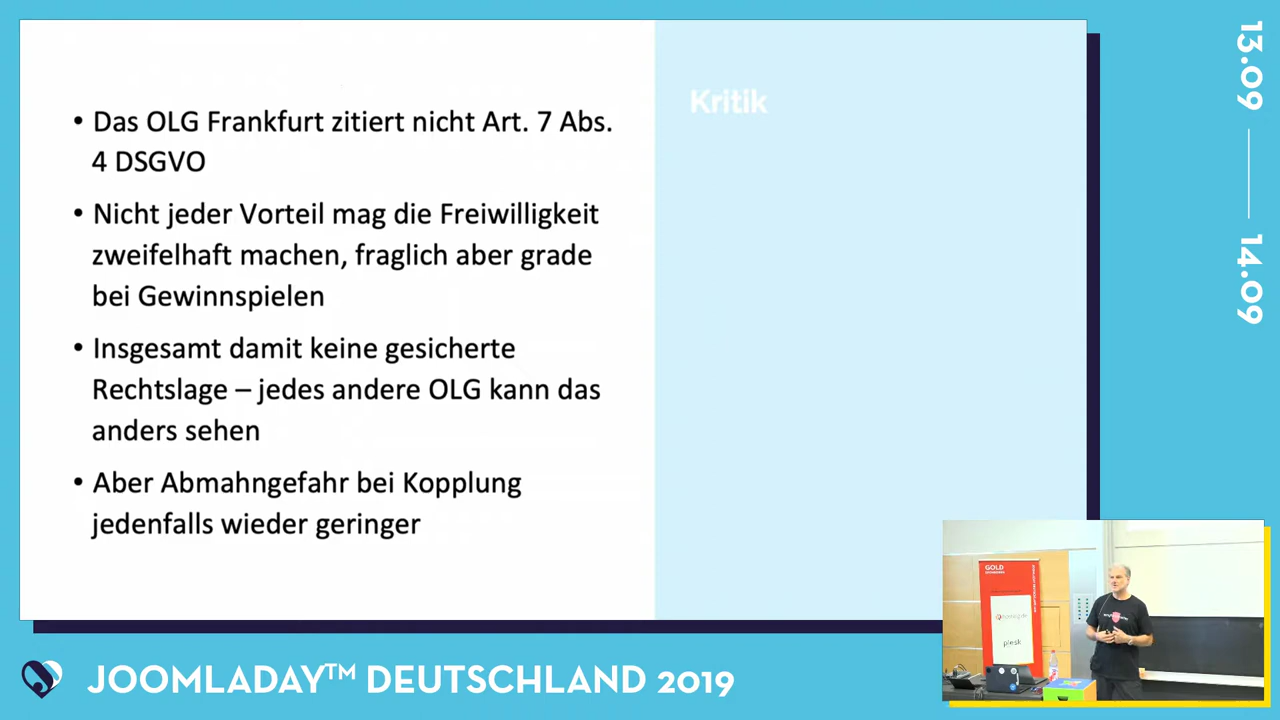 Kritik
• Das OLG Frankfurt zitiert nicht Art. 7 Abs.
4 DSGVO
• Nicht jeder Vorteil mag die Freiwilligkeit
zweifelhaft machen, fraglich aber grade
bei Gewinnspielen
• Insgesamt damit keine gesicherte
Rechtslage – jedes andere OLG kann das
anders sehen
• Aber Abmahngefahr bei Kopplung
jedenfalls wieder geringer
13.09
14.09
GOLD
plesk
JOOMLADAY™ DEUTSCHLAND 2019